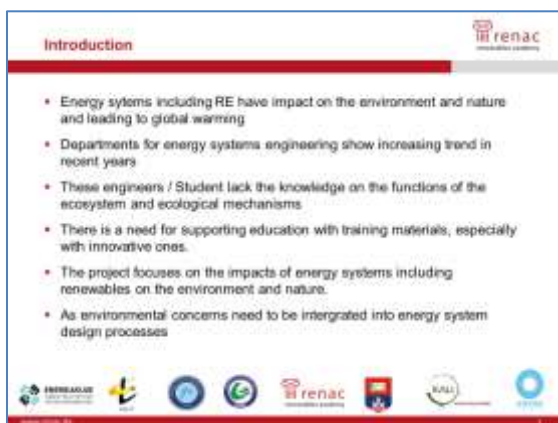 Introduction
renac
Energy sytems including RE have impact on the environment and nature
and leading to global warming
Departments for energy systems engineering show increasing trend in
recent years
These engineers / Student lack the knowledge on the functions of the
ecosystem and ecological mechanisms
There is a need for supporting education with training materials, especially
with innovative ones.
The project focuses on the impacts of energy systems including
renewables on the environment and nature.
As environmental concerns need to be intergrated into energy system
design processes
renac